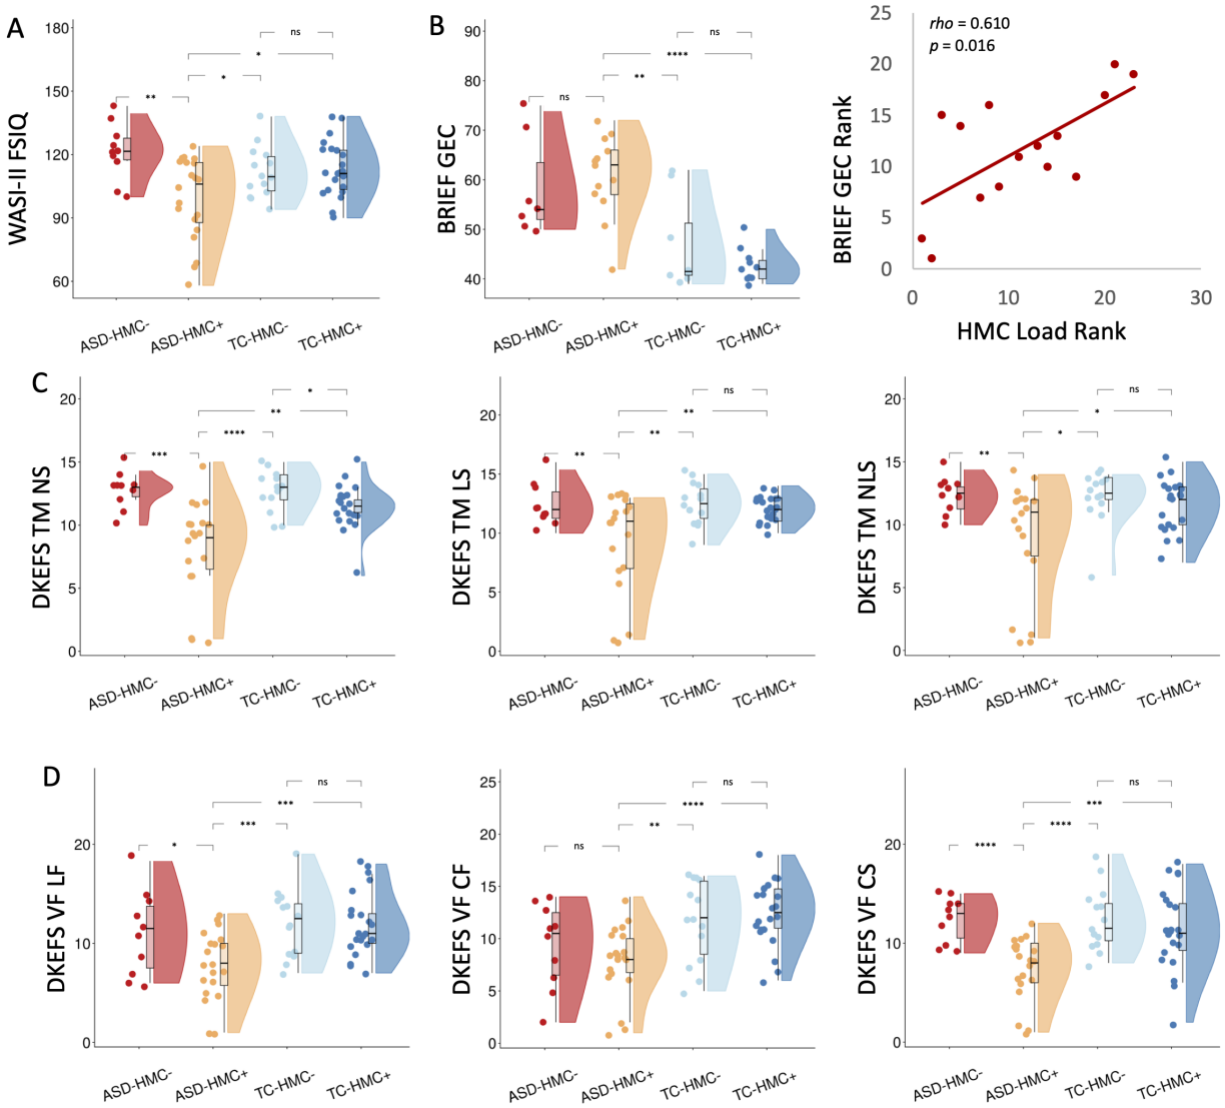 A
WASI-II FSIQ
180
150
120
90
60
**
*
*
ns
ASD-HMC-
ASD-HMC+
TC-HMC-
TC-HMC+
B
BRIEF GEC
90
80
70
60
50
40
ns
**
****
ns
ASD-HMC-
ASD-HMC+
TC-HMC-
TC-HMC+
BRIEF GEC Rank
25
20
15
10
5
0
rho = 0.610
p = 0.016
0
10
20
30
HMC Load Rank
C
DKEFS TM NS
20
15
10
5
0
***
****
**
*
ASD-HMC-
ASD-HMC+
TC-HMC-
TC-HMC+
DKEFS TM LS
20
15
10
5
0
**
**
**
ns
ASD-HMC-
ASD-HMC+
TC-HMC-
TC-HMC+
DKEFS TM NLS
20
15
10
5
0
**
*
*
ns
ASD-HMC-
ASD-HMC+
TC-HMC-
TC-HMC+
D
DKEFS VF LF
20
10
0
*
***
***
ns
ASD-HMC-
ASD-HMC+
TC-HMC-
TC-HMC+
DKEFS VF CF
25
20
15
10
5
0
ns
**
****
ns
ASD-HMC-
ASD-HMC+
TC-HMC-
TC-HMC+
DKEFS VF CS
20
10
0
****
****
***
ns
ASD-HMC-
ASD-HMC+
TC-HMC-
TC-HMC+